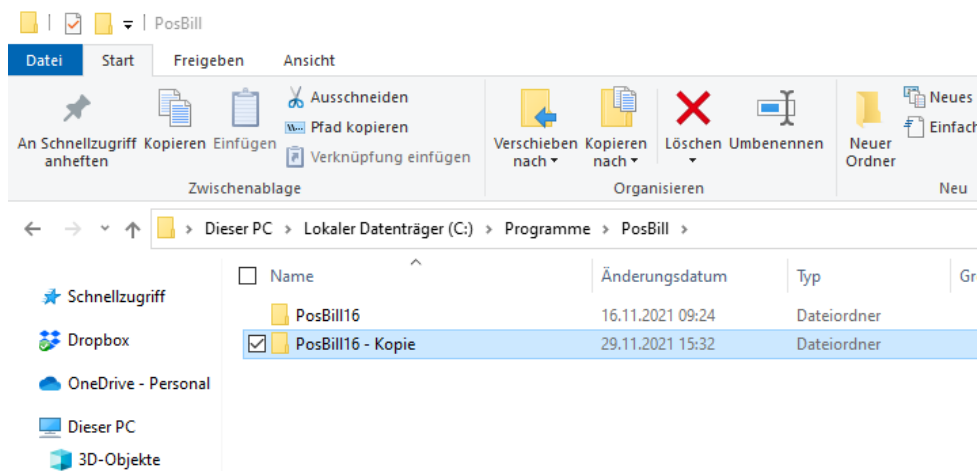 PosBill
Datei Start Freigeben Ansicht
An Schnellzugriff anheften
Kopieren
Einfügen
Ausschneiden
Pfad kopieren
Verknüpfung einfügen
Zwischenablage
Verschieben nach
Kopieren nach
Löschen
Umbenennen
Organisieren
Neuer Ordner
Neues
Einfach
Neu
Dieser PC > Lokaler Datenträger (C:) > Programme > PosBill >
Name Änderungsdatum Typ Gr
PosBill16 16.11.2021 09:24 Dateiordner
PosBill16 - Kopie 29.11.2021 15:32 Dateiordner
Schnellzugriff
Dropbox
OneDrive - Personal
Dieser PC
3D-Objekte